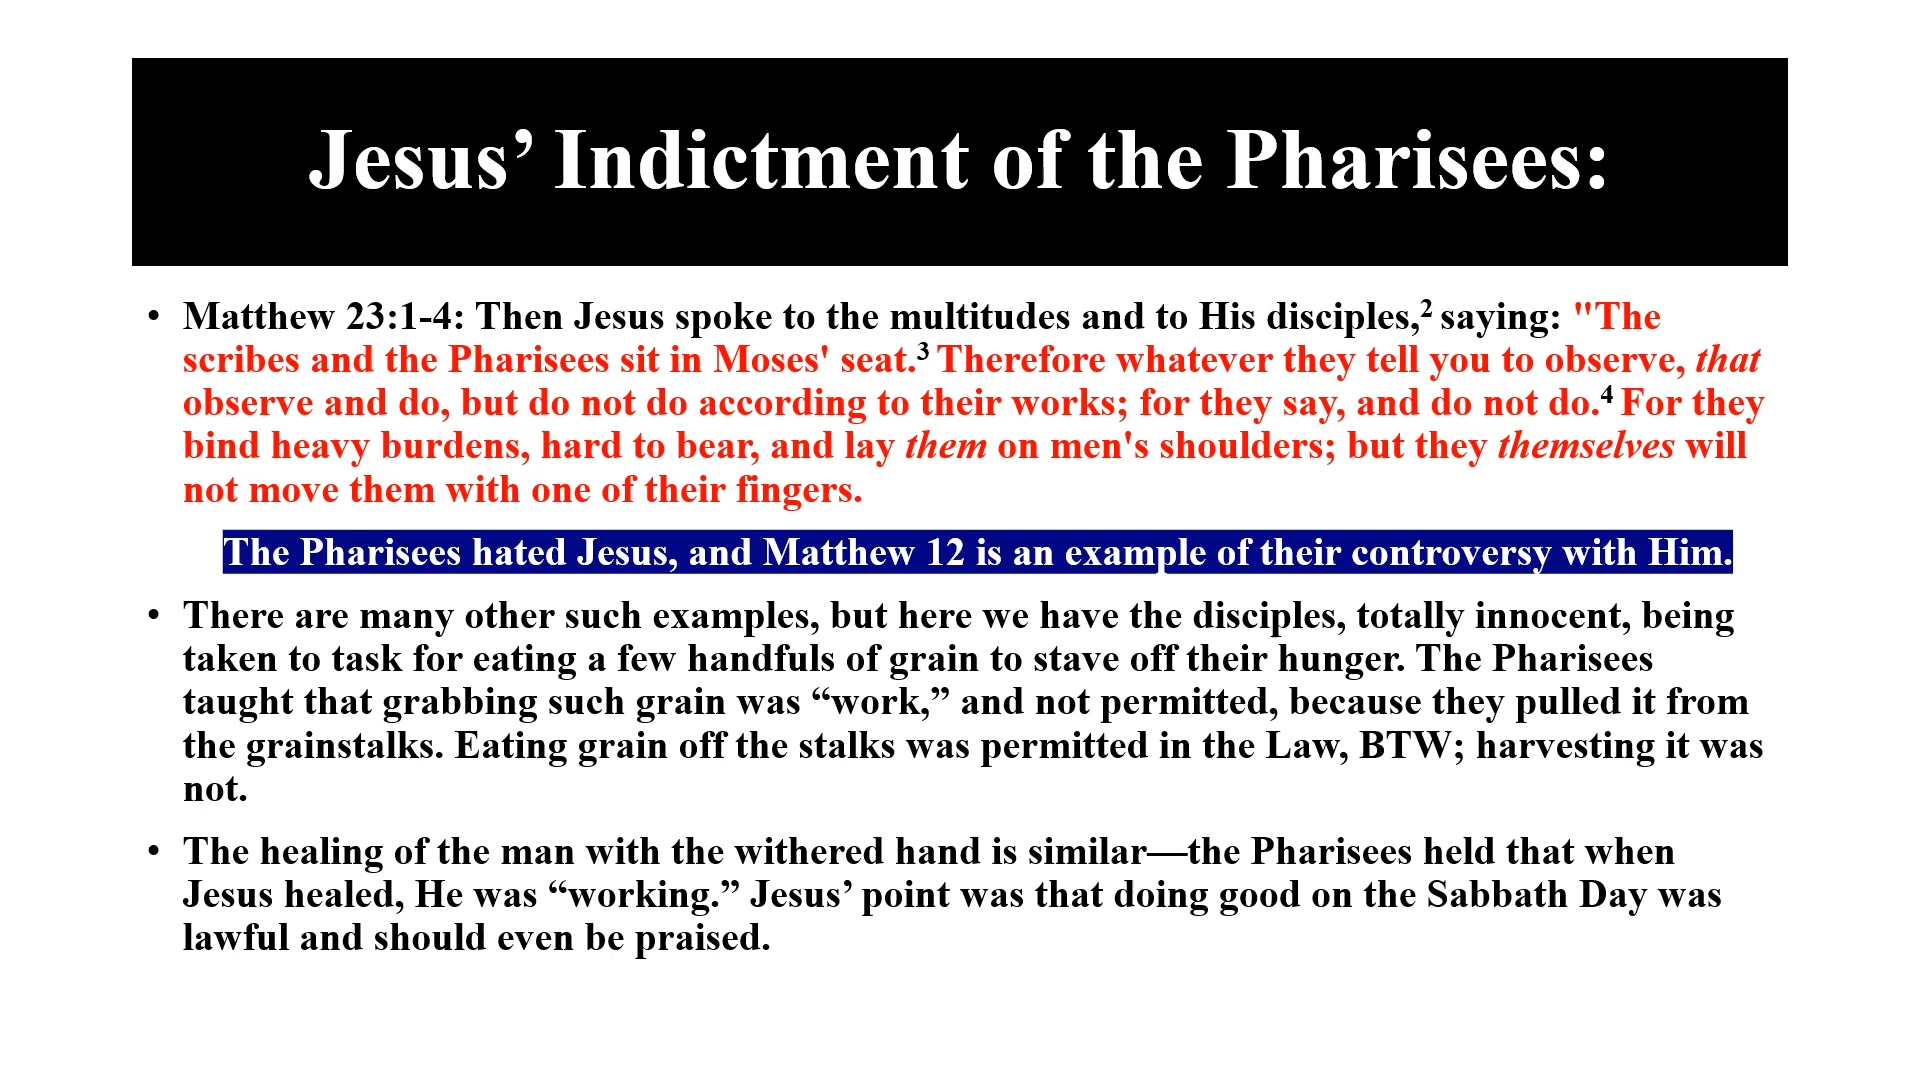 Jesus’ Indictment of the Pharisees:
• Matthew 23:1-4: Then Jesus spoke to the multitudes and to His disciples,2 saying: "The
scribes and the Pharisees sit in Moses' seat.3 Therefore whatever they tell you to observe, that
observe and do, but do not do according to their works; for they say, and do not do.4 For they
bind heavy burdens, hard to bear, and lay them on men's shoulders; but they themselves will
not move them with one of their fingers.
The Pharisees hated Jesus, and Matthew 12 is an example of their controversy with Him.
• There are many other such examples, but here we have the disciples, totally innocent, being
taken to task for eating a few handfuls of grain to stave off their hunger. The Pharisees
taught that grabbing such grain was “work,” and not permitted, because they pulled it from
the grainstalks. Eating grain off the stalks was permitted in the Law, BTW; harvesting it was
not.
• The healing of the man with the withered hand is similar—the Pharisees held that when
Jesus healed, He was “working.” Jesus’ point was that doing good on the Sabbath Day was
lawful and should even be praised.